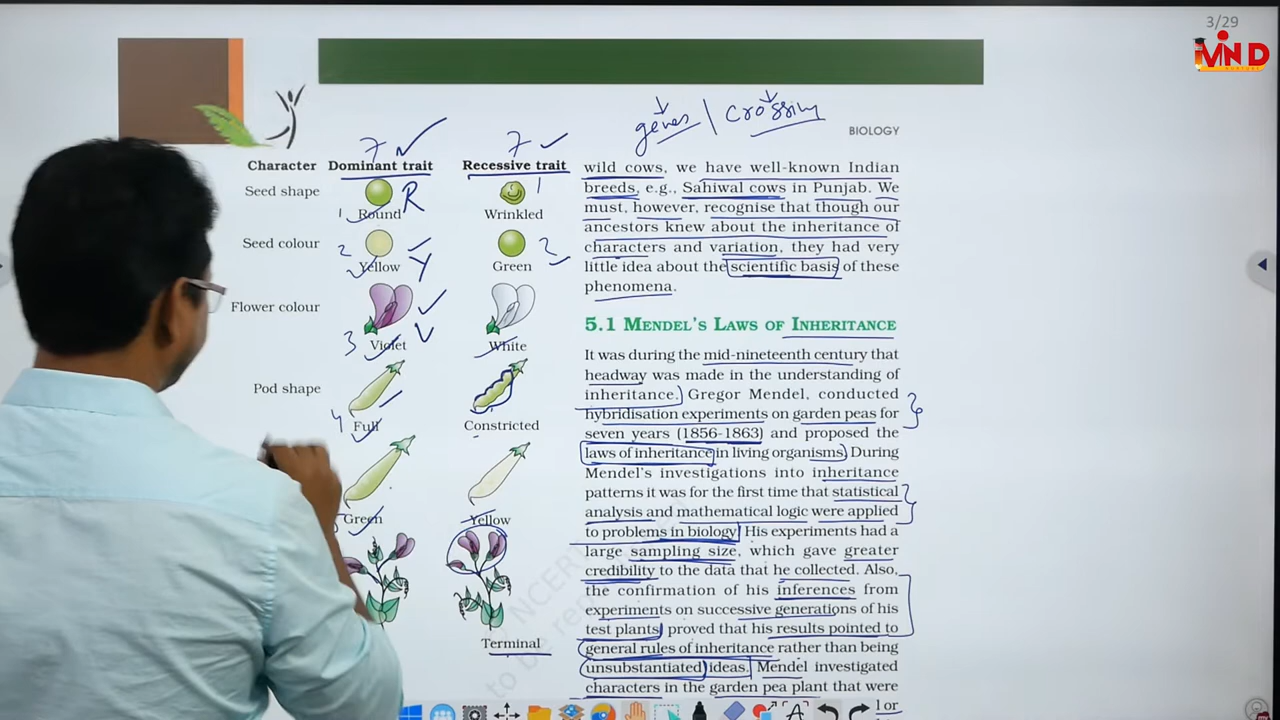 3/29
MIND
genes | crossing
BIOLOGY
7 7
Character Dominant trait Recessive trait
Seed shape
R 1
1 Round Wrinkled
Seed colour
2 Y 2
Yellow Green
Flower colour
V
3 Violet White
Pod shape
4 Full Constricted
Green Yellow
Terminal
wild cows, we have well-known Indian
breeds, e.g., Sahiwal cows in Punjab. We
must, however, recognise that though our
ancestors knew about the inheritance of
characters and variation, they had very
little idea about the scientific basis of these
phenomena.
5.1 MENDEL'S LAWS OF INHERITANCE
It was during the mid-nineteenth century that
headway was made in the understanding of
inheritance. Gregor Mendel, conducted
hybridisation experiments on garden peas for
seven years (1856-1863) and proposed the
laws of inheritance in living organisms. During
Mendel's investigations into inheritance
patterns it was for the first time that statistical
analysis and mathematical logic were applied
to problems in biology. His experiments had a
large sampling size, which gave greater
credibility to the data that he collected. Also,
the confirmation of his inferences from
experiments on successive generations of his
test plants, proved that his results pointed to
general rules of inheritance rather than being
unsubstantiated ideas. Mendel investigated
characters in the garden pea plant that were